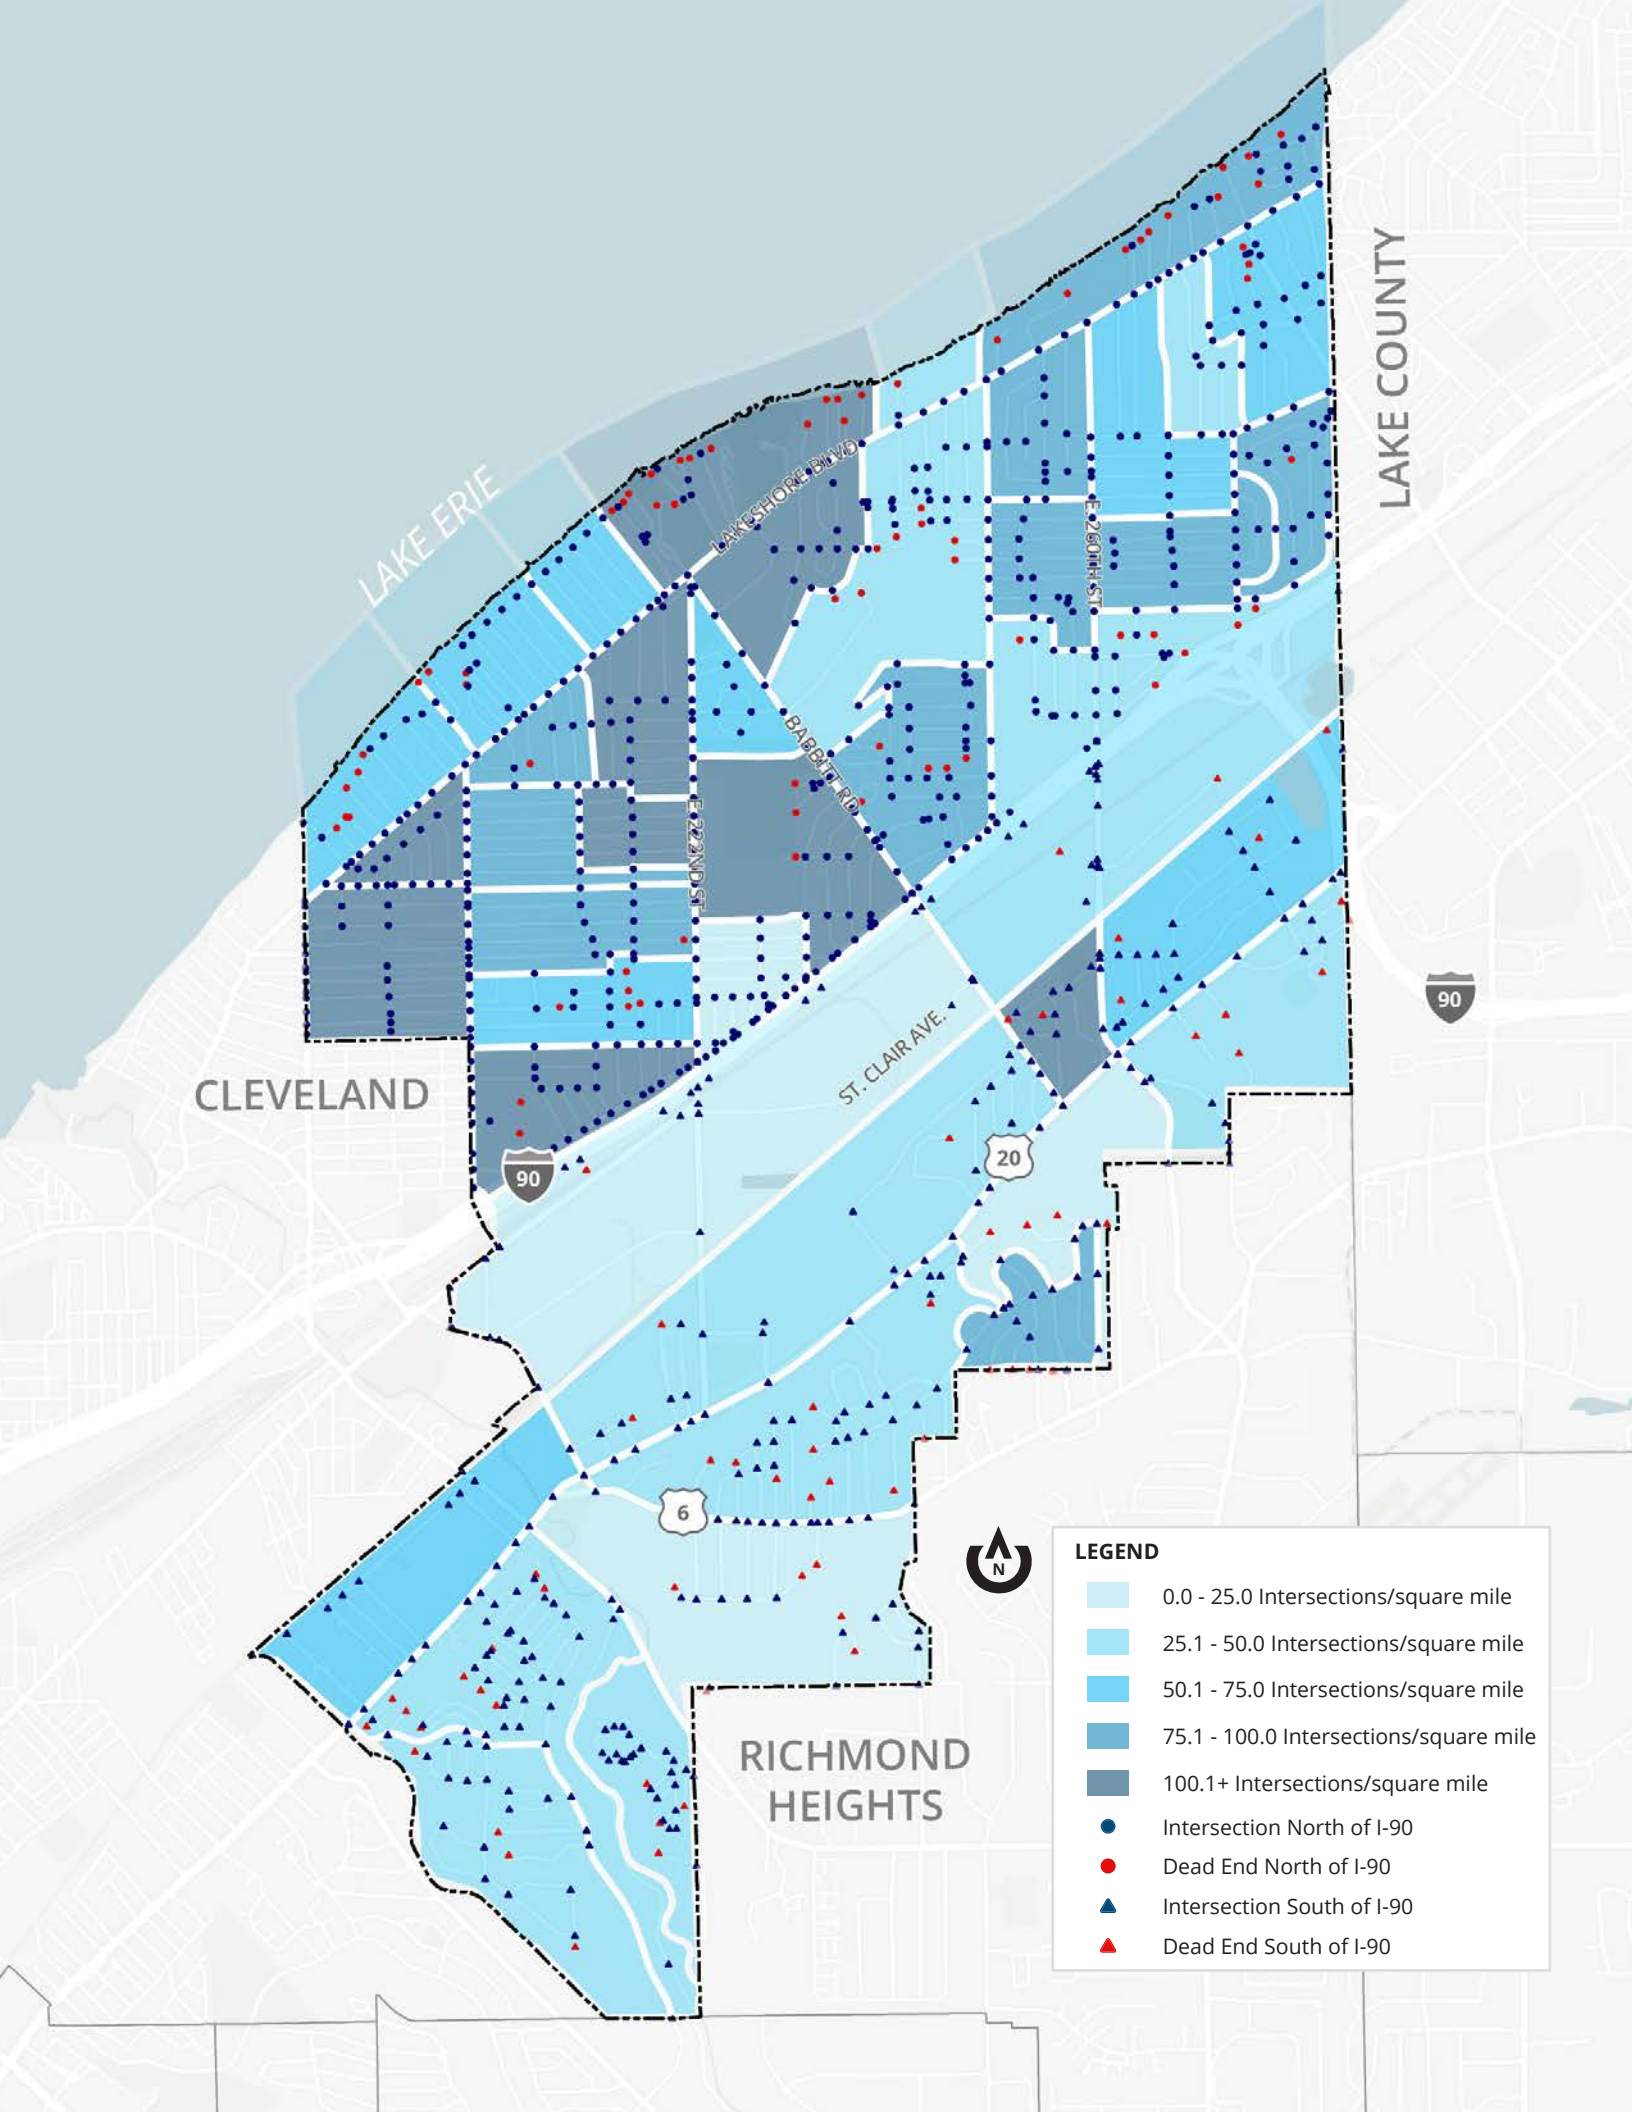 LAKE COUNTY
LAKE ERIE
LAKESHORE BLVD
E. 260TH ST
BABBITT RD
E. 222ND ST
90
ST. CLAIR AVE.
CLEVELAND
90
20
6
RICHMOND
HEIGHTS
N
LEGEND
0.0 - 25.0 Intersections/square mile
25.1 - 50.0 Intersections/square mile
50.1 - 75.0 Intersections/square mile
75.1 - 100.0 Intersections/square mile
100.1+ Intersections/square mile
Intersection North of I-90
Dead End North of I-90
Intersection South of I-90
Dead End South of I-90